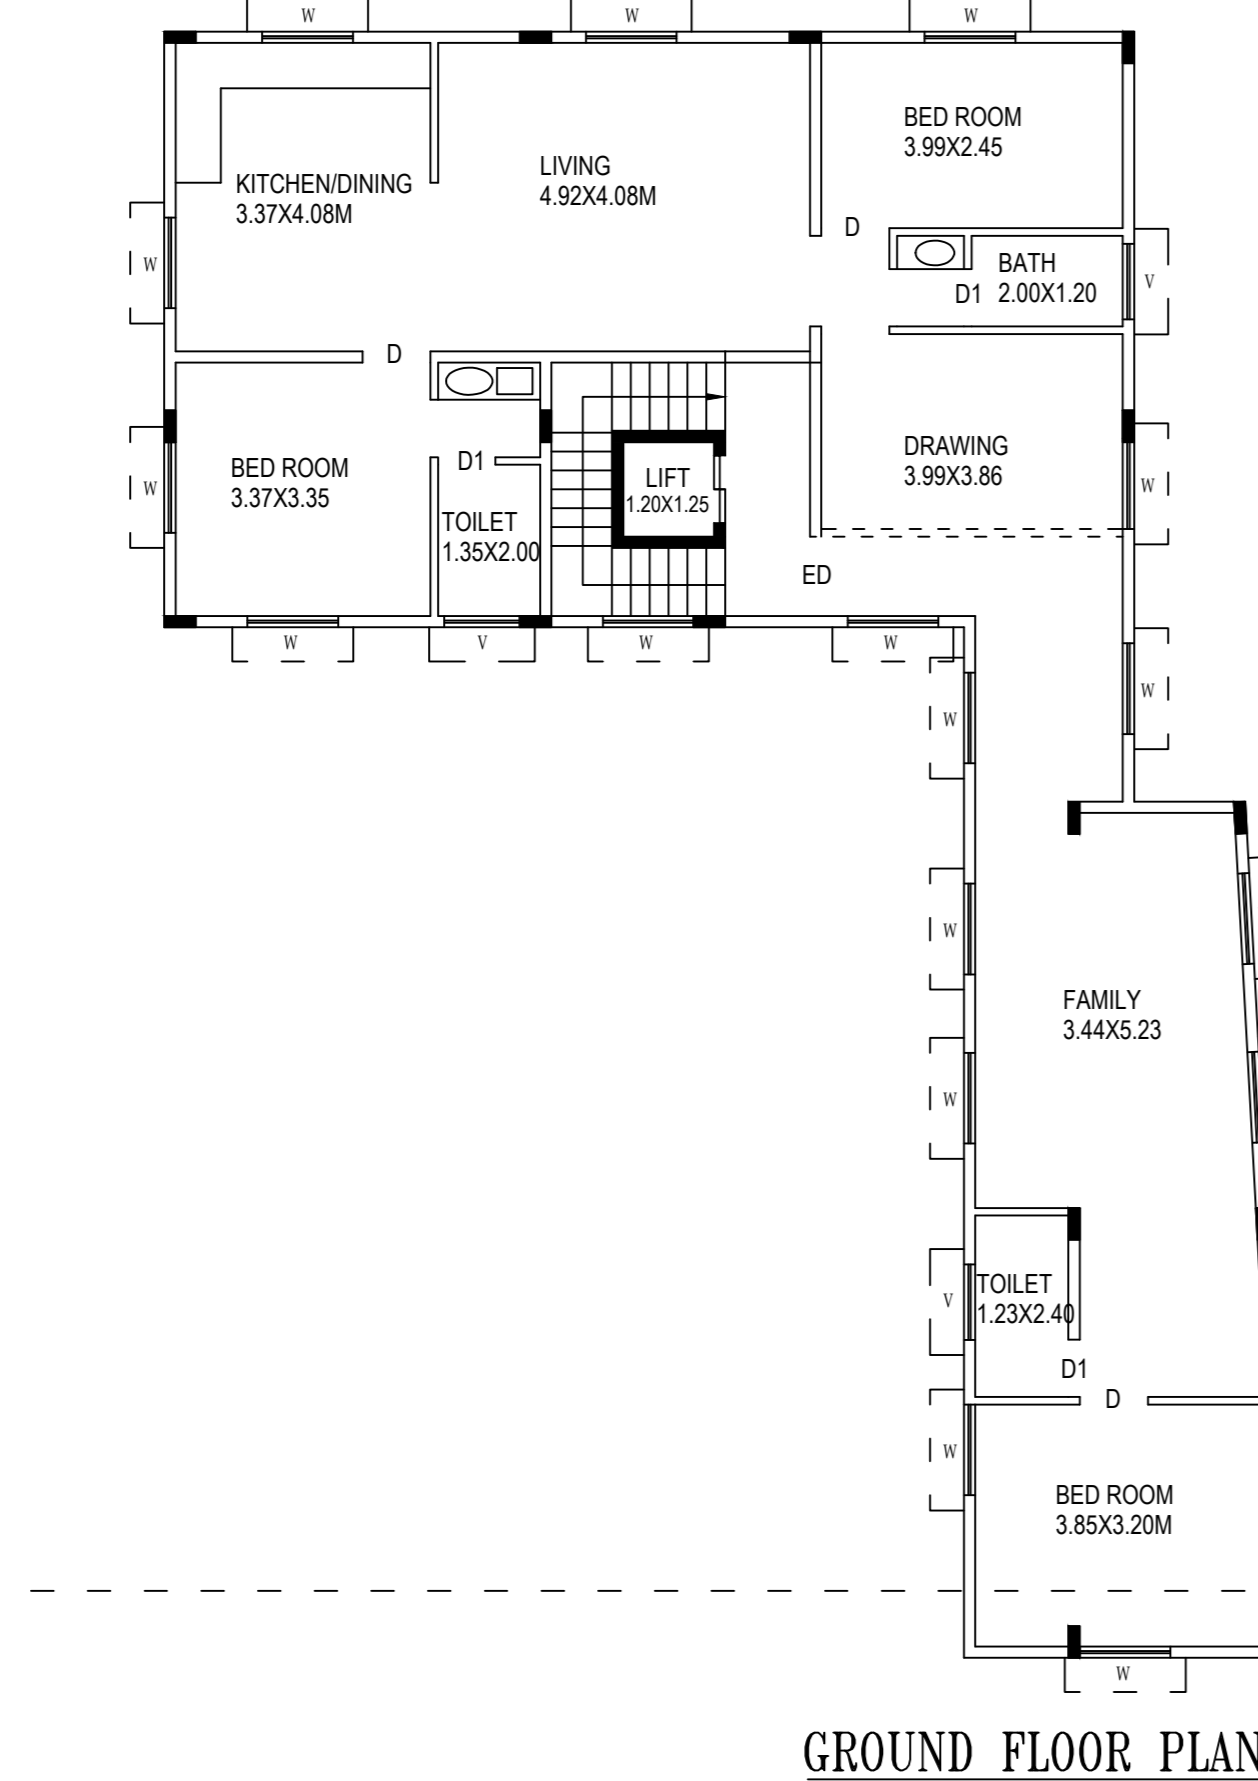 W
W
W
BED ROOM
3.99X2.45
LIVING
4.92X4.08M
KITCHEN/DINING
3.37X4.08M
D
W
BATH
2.00X1.20
D1
V
D
DRAWING
3.99X3.86
BED ROOM
3.37X3.35
D1
LIFT
1.20X1.25
W
W
TOILET
1.35X2.00
ED
W
V
W
W
W
W
W
FAMILY
3.44X5.23
W
TOILET
1.23X2.40
V
D1
D
W
BED ROOM
3.85X3.20M
W
GROUND FLOOR PLAN